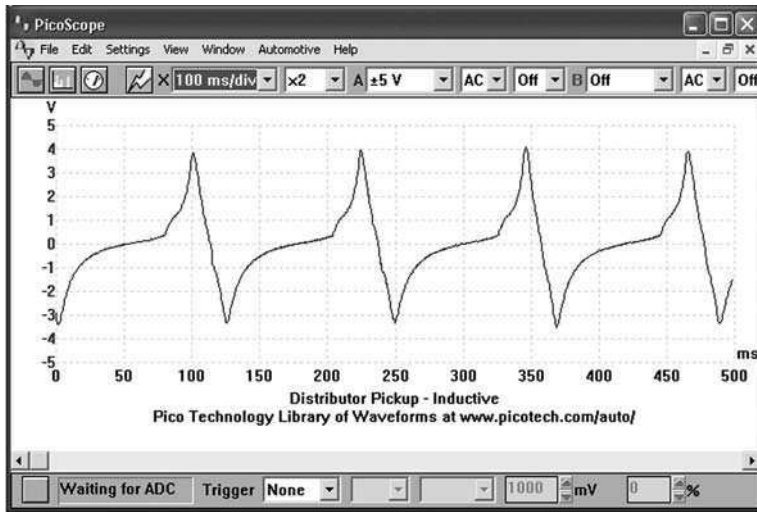 PicoScope
File Edit Settings View Window Automotive Help
X 100 ms/div x2 A ±5 V AC Off B Off AC Off
V
5
4
3
2
1
0
-1
-2
-3
-4
-5
ms
0 50 100 150 200 250 300 350 400 450 500
Distributor Pickup - Inductive
Pico Technology Library of Waveforms at www.picotech.com/auto/
Waiting for ADC Trigger None 1000 mV 0 %